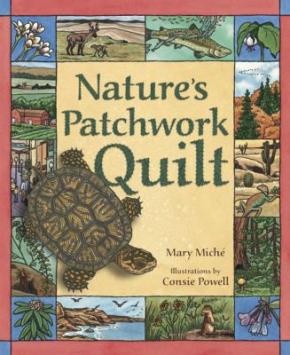 Nature's
Patchwork
Quilt
Mary Miché
Illustrations by
Consie Powell